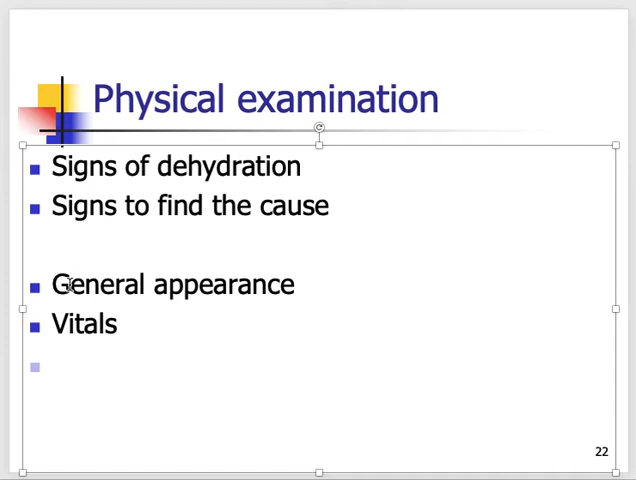 Physical examination
Signs of dehydration
Signs to find the cause
General appearance
Vitals
22